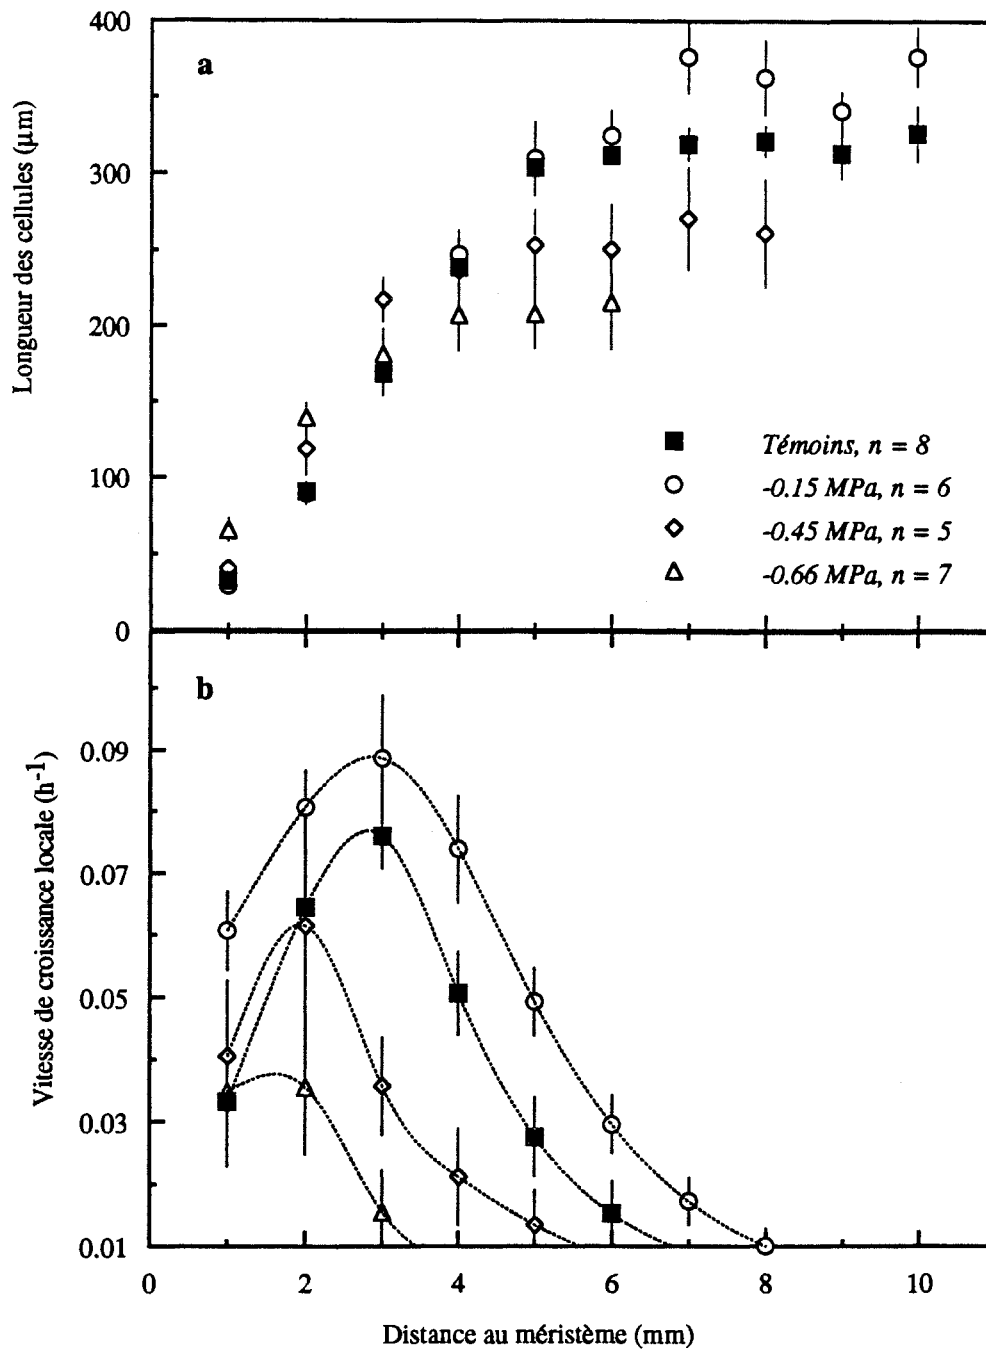 400
a
300
200
100
0
Longueur des cellules (µm)
Témoins, n = 8
-0.15 MPa, n = 6
-0.45 MPa, n = 5
-0.66 MPa, n = 7
b
0.09
0.07
0.05
0.03
0.01
Vitesse de croissance locale (h-1)
0 2 4 6 8 10
Distance au méristème (mm)